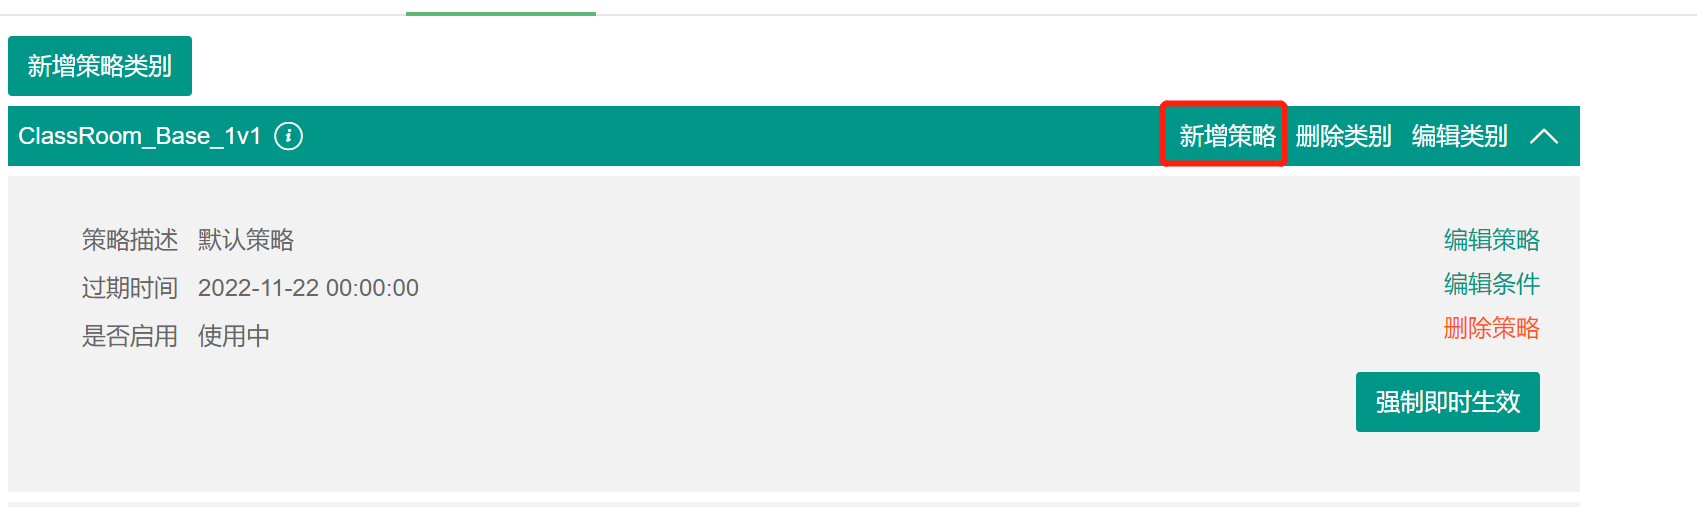 新增策略类别
ClassRoom_Base_1v1 新增策略 删除类别 编辑类别
策略描述 默认策略 编辑策略
过期时间 2022-11-22 00:00:00 编辑条件
是否启用 使用中 删除策略
强制即时生效